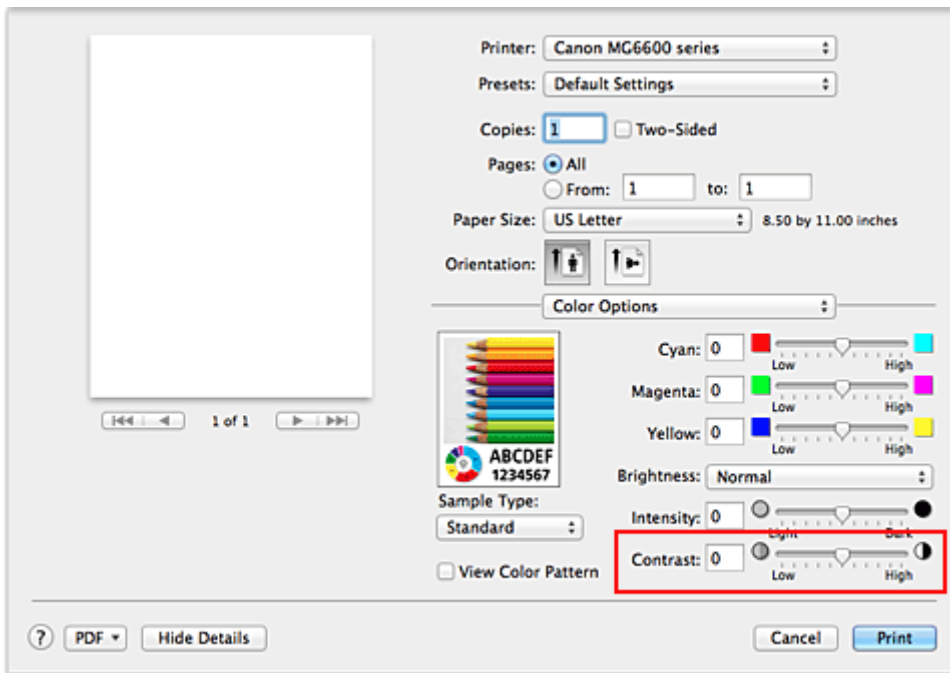 Printer: Canon MG6600 series
Presets: Default Settings
Copies: 1 Two-Sided
Pages: All
From: 1 to: 1
Paper Size: US Letter 8.50 by 11.00 inches
Orientation:
Color Options
1 of 1
ABCDEF
1234567
Sample Type:
Standard
View Color Pattern
Cyan: 0
Low High
Magenta: 0
Low High
Yellow: 0
Low High
Brightness: Normal
Intensity: 0
Light Dark
Contrast: 0
Low High
? PDF Hide Details Cancel Print